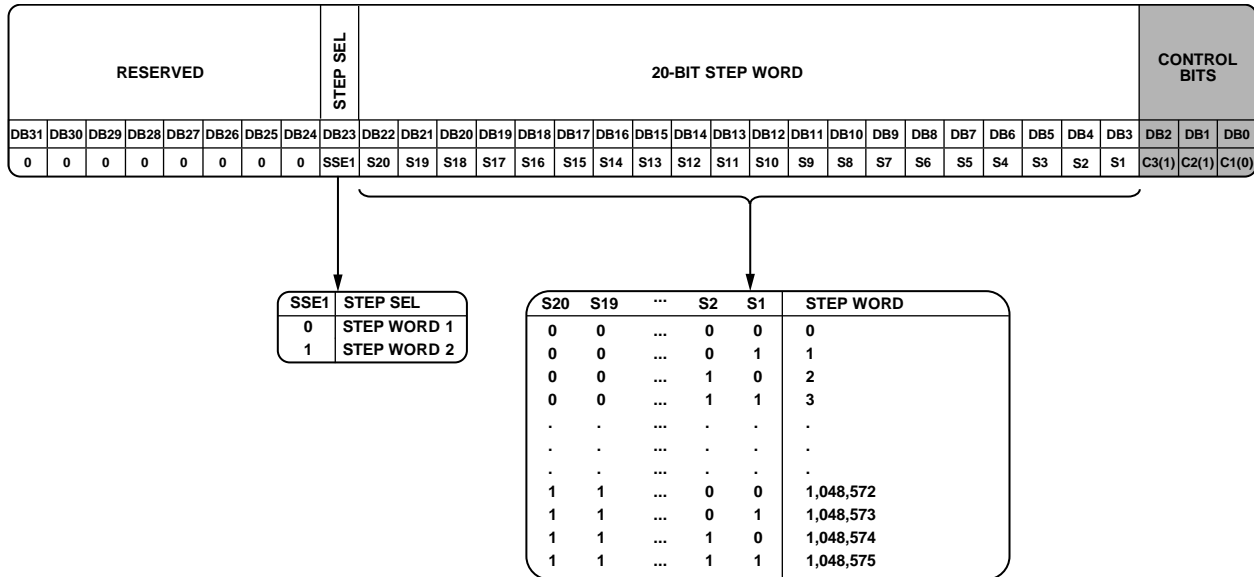 RESERVED
STEP SEL
20-BIT STEP WORD
CONTROL
BITS
DB31 DB30 DB29 DB28 DB27 DB26 DB25 DB24 DB23 DB22 DB21 DB20 DB19 DB18 DB17 DB16 DB15 DB14 DB13 DB12 DB11 DB10 DB9 DB8 DB7 DB6 DB5 DB4 DB3 DB2 DB1 DB0
0 0 0 0 0 0 0 0 SSE1 S20 S19 S18 S17 S16 S15 S14 S13 S12 S11 S10 S9 S8 S7 S6 S5 S4 S3 S2 S1 C3(1) C2(1) C1(0)
SSE1 STEP SEL
0 STEP WORD 1
1 STEP WORD 2
S20 S19 ... S2 S1 STEP WORD
0 0 ... 0 0 0
0 0 ... 0 1 1
0 0 ... 1 0 2
0 0 ... 1 1 3
. . ... . . .
. . ... . . .
. . ... . . .
1 1 ... 0 0 1,048,572
1 1 ... 0 1 1,048,573
1 1 ... 1 0 1,048,574
1 1 ... 1 1 1,048,575